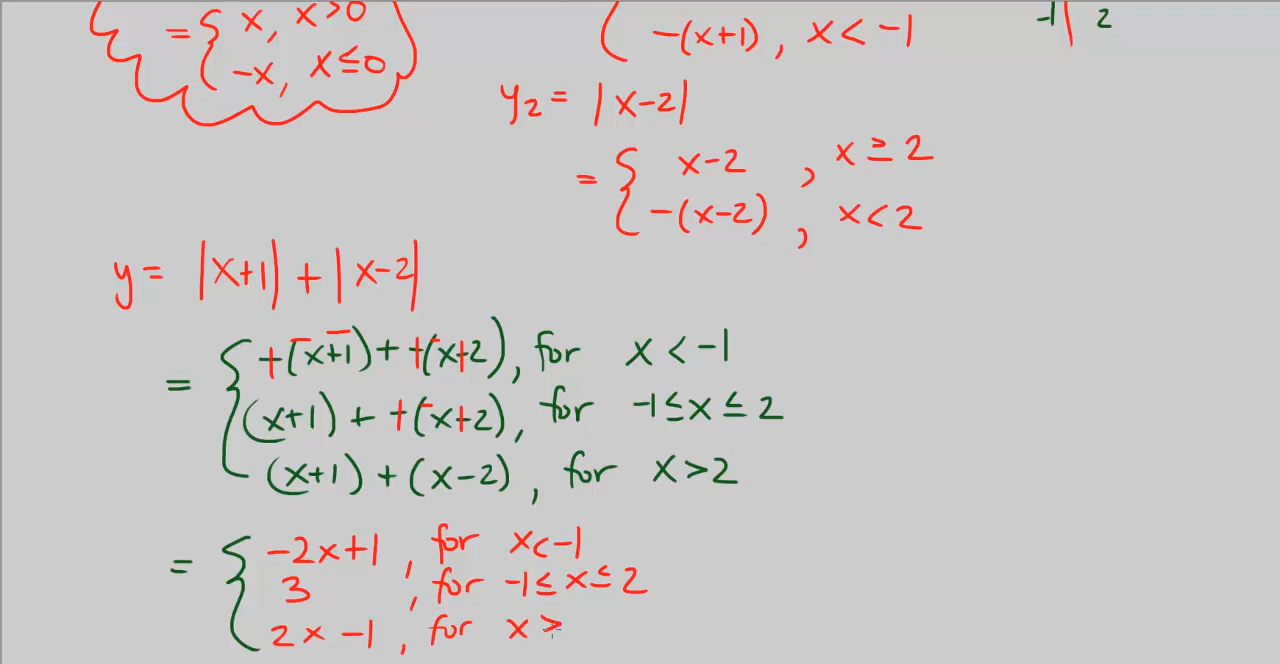 = { x, x>0
-x, x≤0
-(x+1), x < -1
-1 | 2
y₂ = |x-2|
= { x-2, x ≥ 2
-(x-2), x < 2
y = |x+1| + |x-2|
= { +(-x+1) + +(-x+2), for x < -1
(x+1) + +(-x+2), for -1 ≤ x ≤ 2
(x+1) + (x-2), for x > 2
= { -2x+1, for x < -1
3, for -1 ≤ x ≤ 2
2x -1, for x >